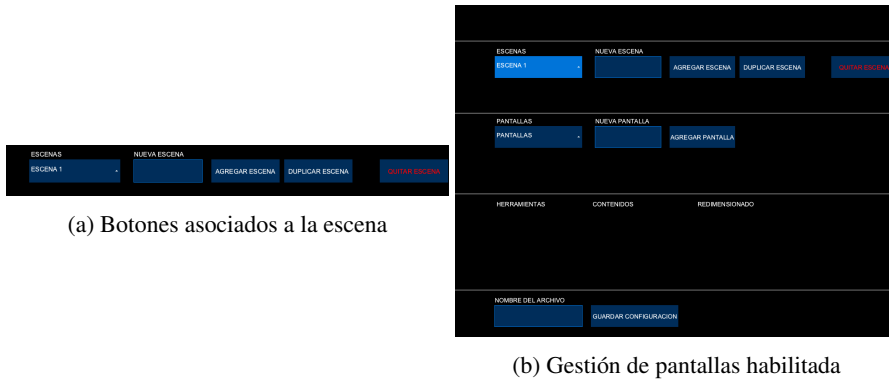 ESCENAS NUEVA ESCENA
ESCENA 1 AGREGAR ESCENA DUPLICAR ESCENA QUITAR ESCENA
(a) Botones asociados a la escena
ESCENAS NUEVA ESCENA
ESCENA 1 AGREGAR ESCENA DUPLICAR ESCENA QUITAR ESCENA
PANTALLAS NUEVA PANTALLA
PANTALLAS AGREGAR PANTALLA
HERRAMIENTAS CONTENIDOS REDIMENSIONADO
NOMBRE DEL ARCHIVO
GUARDAR CONFIGURACION
(b) Gestión de pantallas habilitada